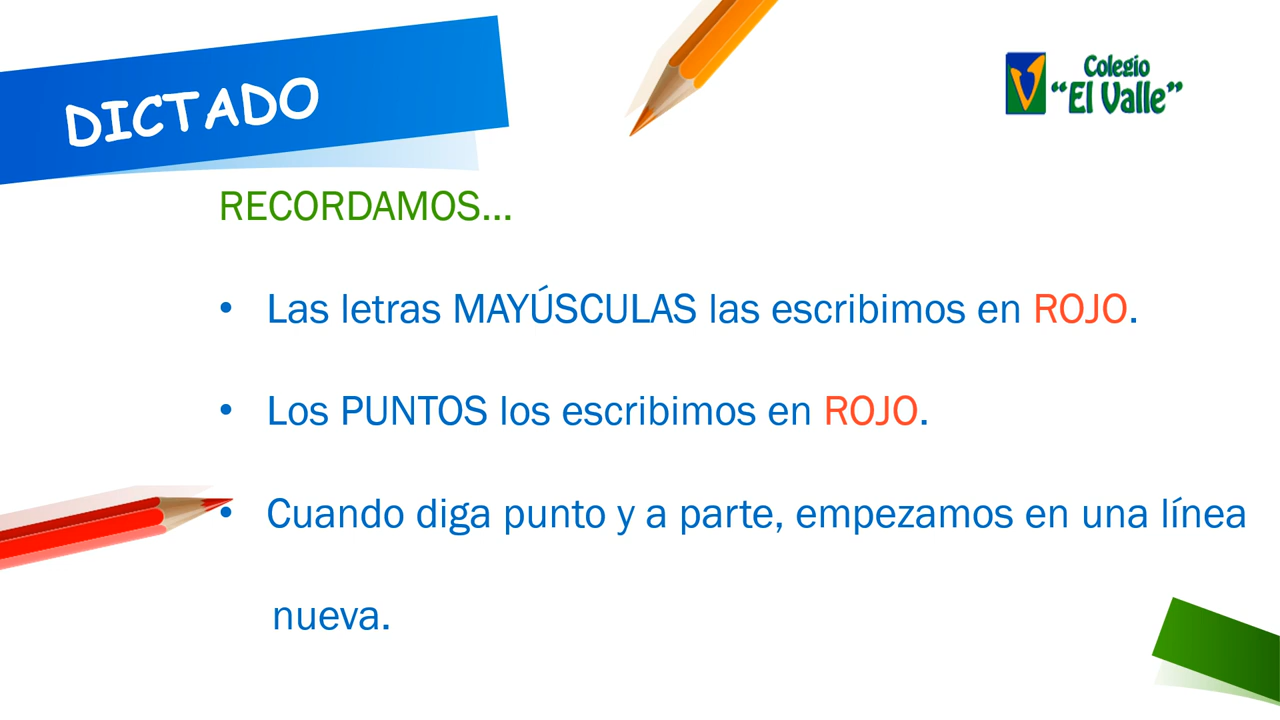 DICTADO
Colegio
"El Valle"
RECORDAMOS...
• Las letras MAYÚSCULAS las escribimos en ROJO.
• Los PUNTOS los escribimos en ROJO.
• Cuando diga punto y a parte, empezamos en una línea
nueva.